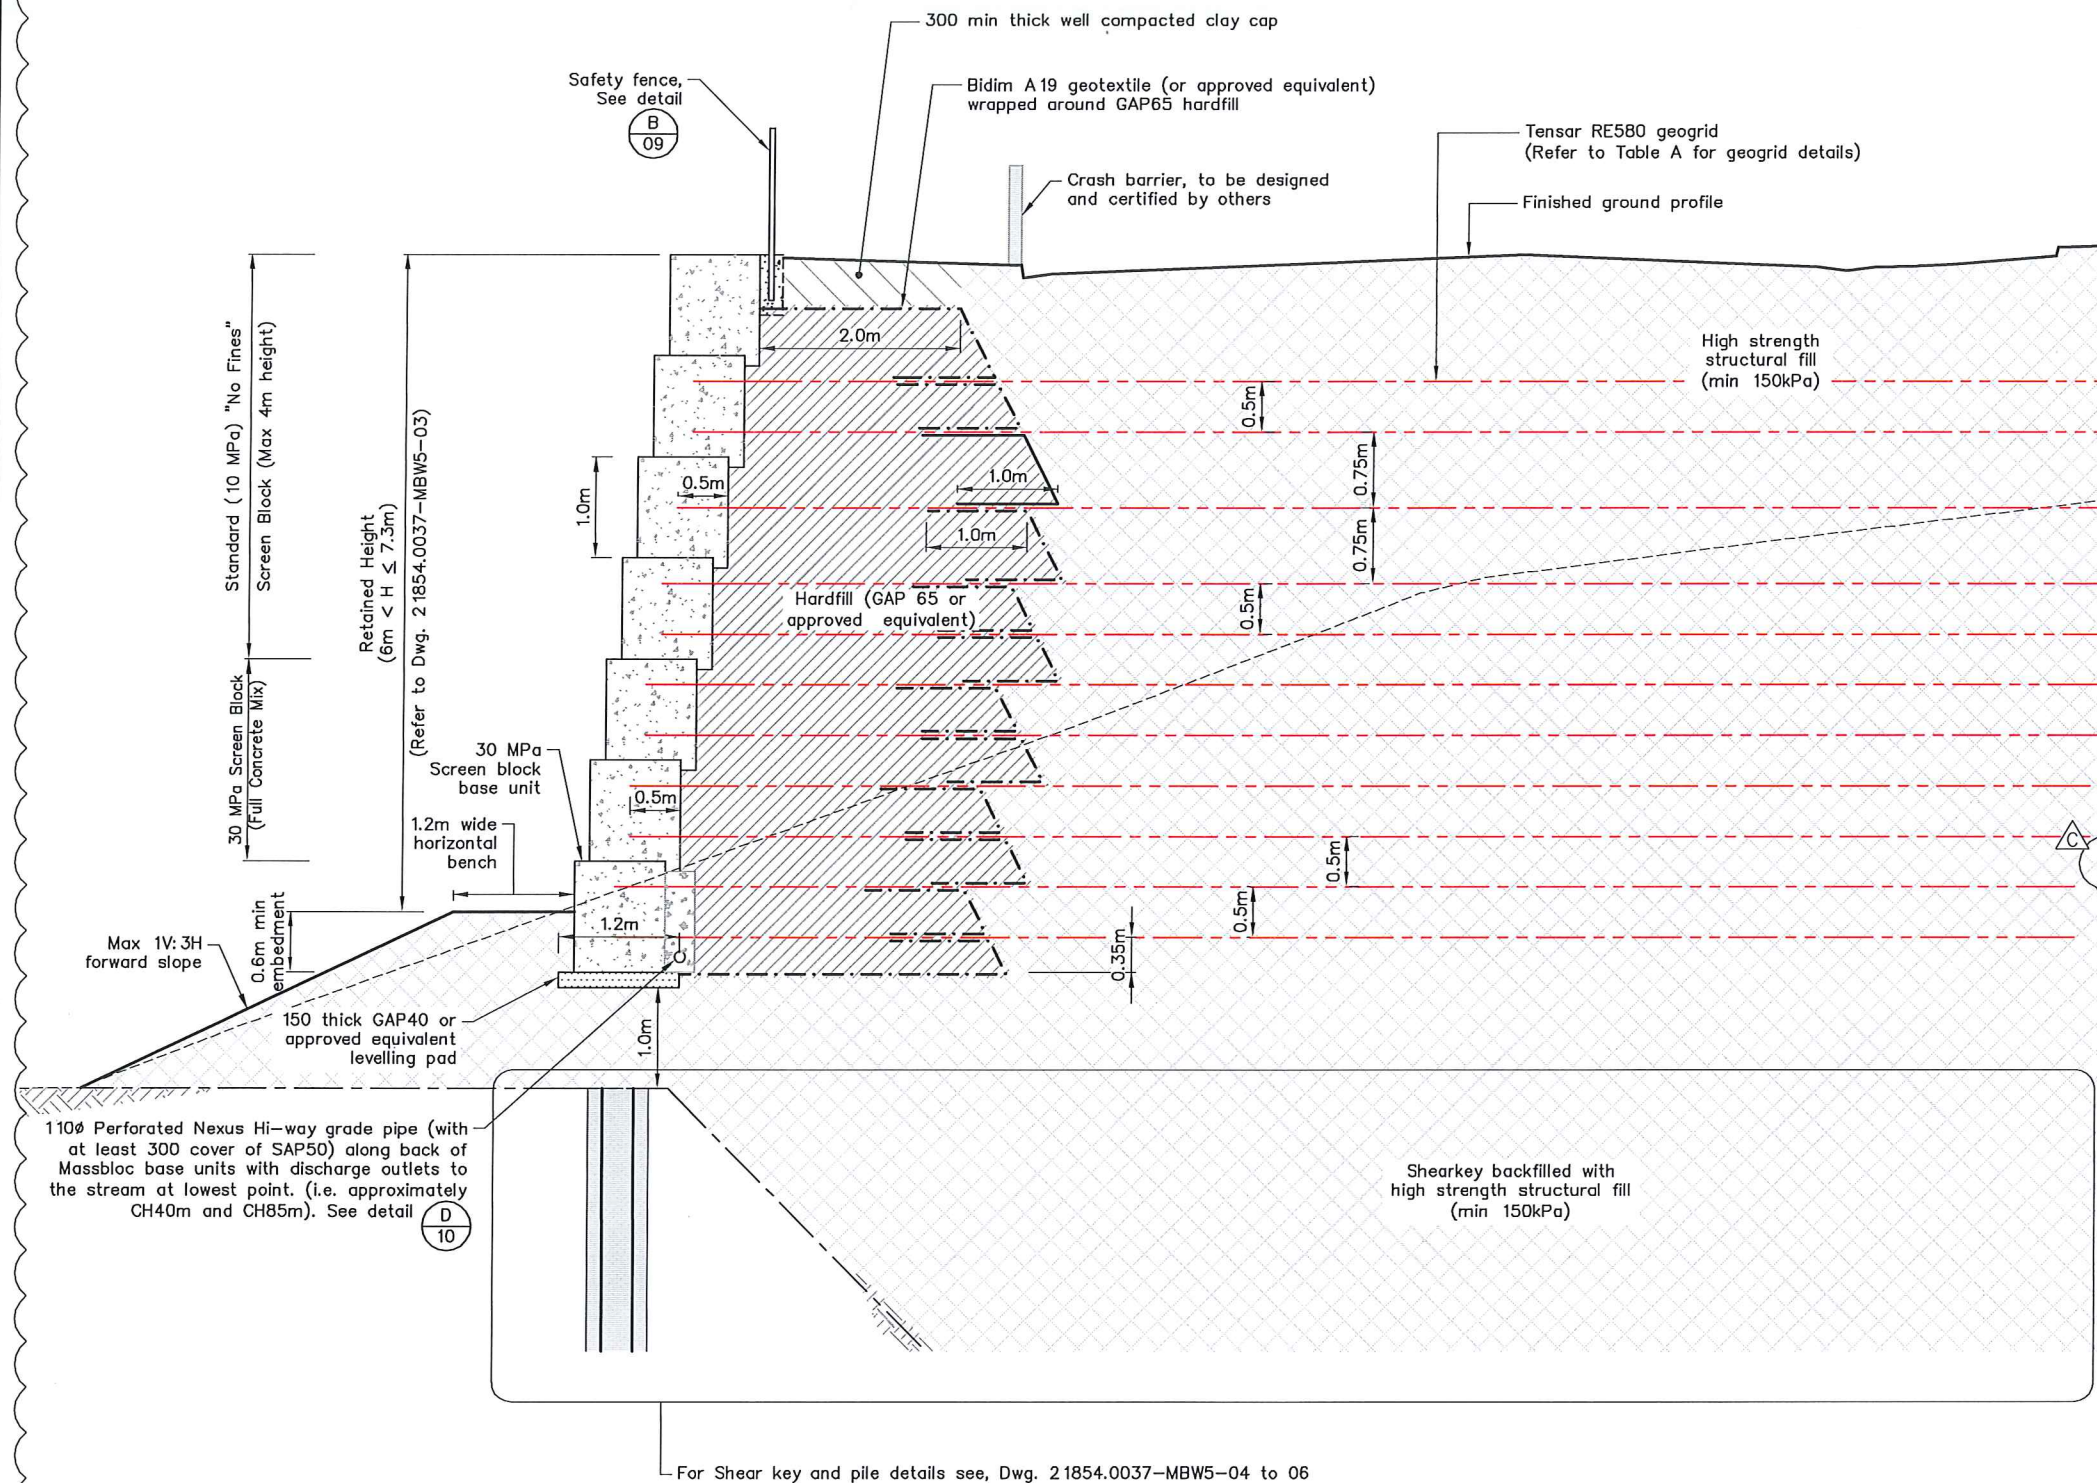 300 min thick well compacted clay cap
Safety fence,
See detail
B
09
Bidim A19 geotextile (or approved equivalent)
wrapped around GAP65 hardfill
Tensar RE580 geogrid
(Refer to Table A for geogrid details)
Crash barrier, to be designed
and certified by others
Finished ground profile
Standard (10 MPa) "No Fines"
Screen Block (Max 4m height)
Retained Height
(6m < H ≤ 7.3m)
(Refer to Dwg. 21854.0037-MBW5-03)
2.0m
High strength
structural fill
(min 150kPa)
0.5m
0.75m
1.0m
0.5m
1.0m
1.0m
0.75m
Hardfill (GAP 65 or
approved equivalent)
0.5m
30 MPa Screen Block
(Full Concrete Mix)
30 MPa
Screen block
base unit
0.5m
1.2m wide
horizontal
bench
C
0.5m
0.5m
Max 1V:3H
forward slope
0.6m min
embedment
1.2m
0.35m
150 thick GAP40 or
approved equivalent
levelling pad
1.0m
110ø Perforated Nexus Hi-way grade pipe (with
at least 300 cover of SAP50) along back of
Massbloc base units with discharge outlets to
the stream at lowest point. (i.e. approximately
CH40m and CH85m). See detail
D
10
Shearkey backfilled with
high strength structural fill
(min 150kPa)
For Shear key and pile details see, Dwg. 21854.0037-MBW5-04 to 06